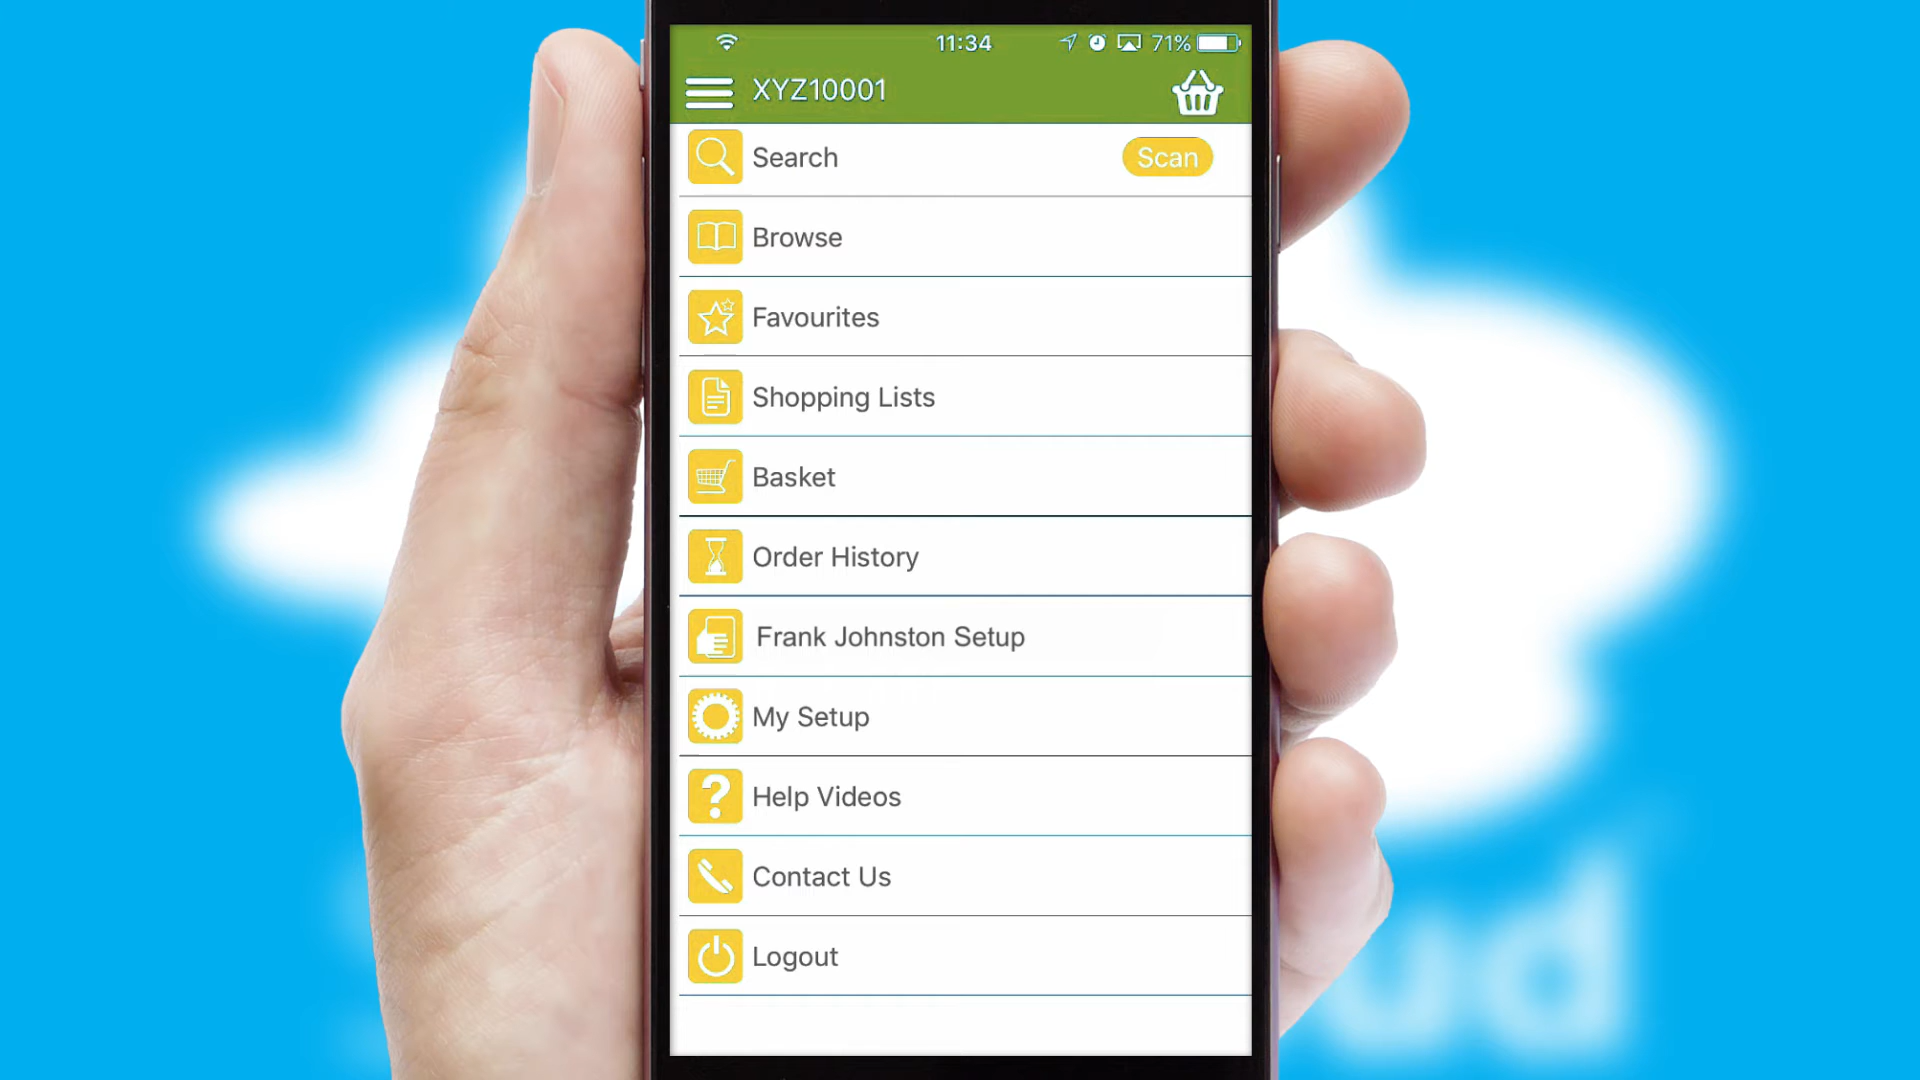 11:34
71%
XYZ10001
Search
Scan
Browse
Favourites
Shopping Lists
Basket
Order History
Frank Johnston Setup
My Setup
Help Videos
Contact Us
Logout